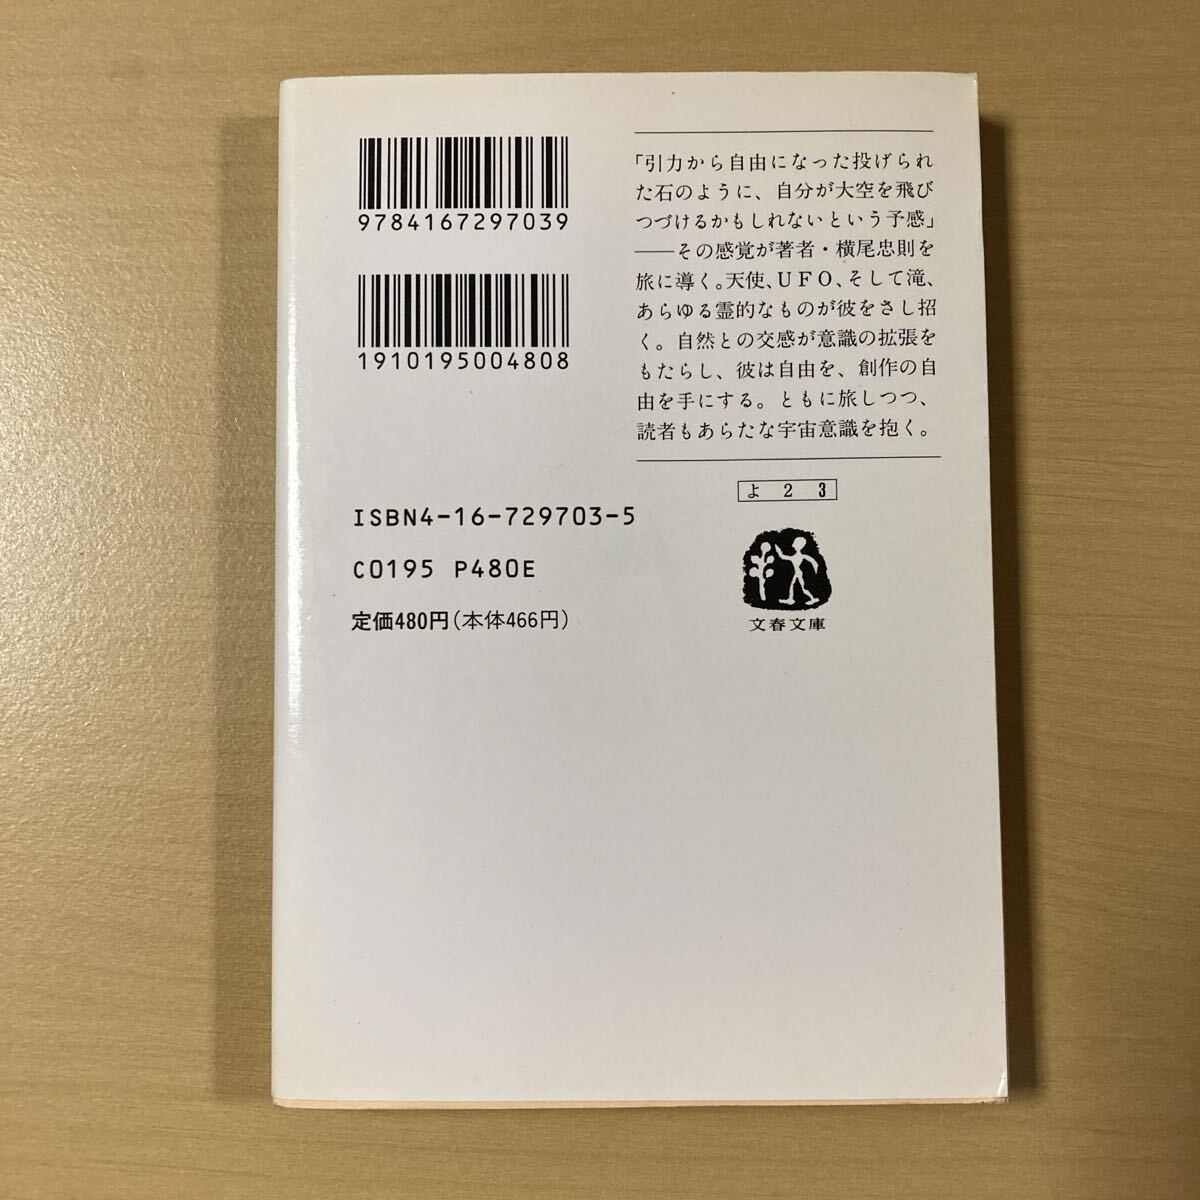 9784167297039
1910195004808
「引力から自由になった投げられ
た石のように、自分が大空を飛び
つづけるかもしれないという予感」
――その感覚が著者・横尾忠則を
旅に導く。天使、UFO、そして滝、
あらゆる霊的なものが彼をさし招
く。自然との交感が意識の拡張を
もたらし、彼は自由を、創作の自
由を手にする。ともに旅しつつ、
読者もあらたな宇宙意識を抱く。
よ 2 3
文春文庫
ISBN4-16-729703-5
C0195 P480E
定価480円(本体466円)